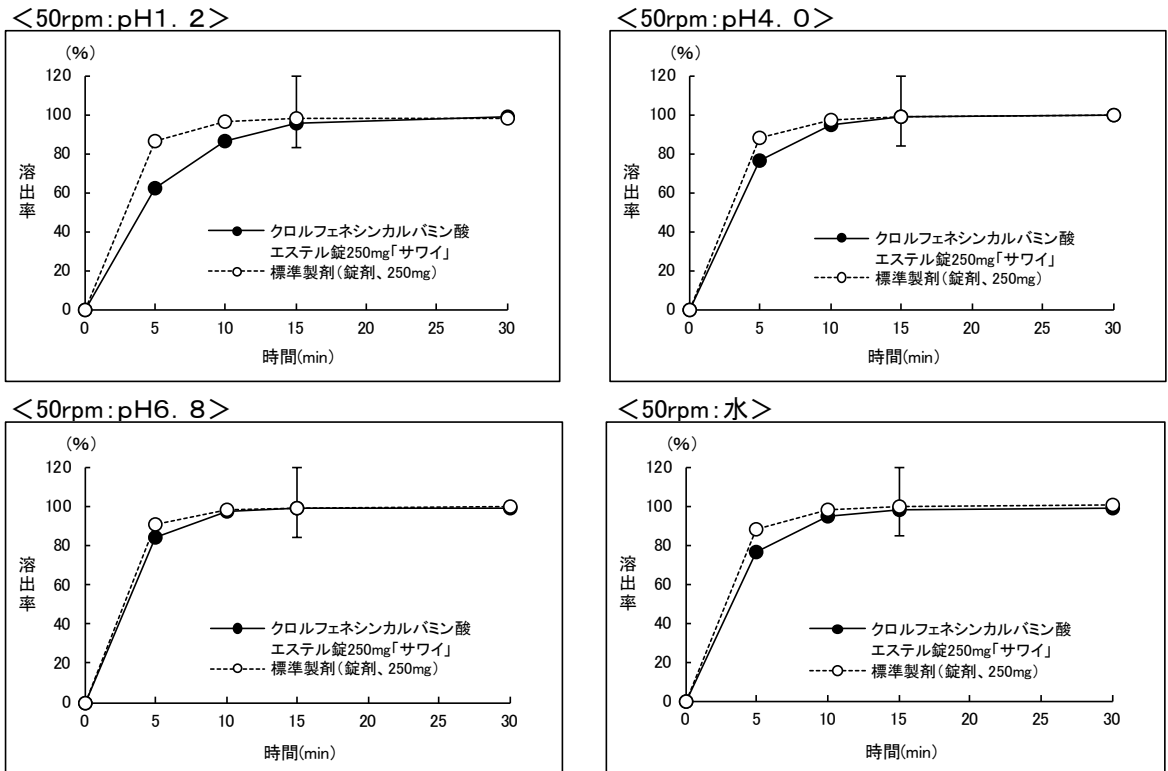 ＜50rpm：pH1．2＞
(%)
120
100
80
60
40
20
0
溶出率
クロルフェネシンカルバミン酸
エステル錠250mg「サワイ」
標準製剤（錠剤、250mg）
0 5 10 15 20 25 30
時間(min)
＜50rpm：pH4．0＞
(%)
120
100
80
60
40
20
0
溶出率
クロルフェネシンカルバミン酸
エステル錠250mg「サワイ」
標準製剤（錠剤、250mg）
0 5 10 15 20 25 30
時間(min)
＜50rpm：pH6．8＞
(%)
120
100
80
60
40
20
0
溶出率
クロルフェネシンカルバミン酸
エステル錠250mg「サワイ」
標準製剤（錠剤、250mg）
0 5 10 15 20 25 30
時間(min)
＜50rpm：水＞
(%)
120
100
80
60
40
20
0
溶出率
クロルフェネシンカルバミン酸
エステル錠250mg「サワイ」
標準製剤（錠剤、250mg）
0 5 10 15 20 25 30
時間(min)